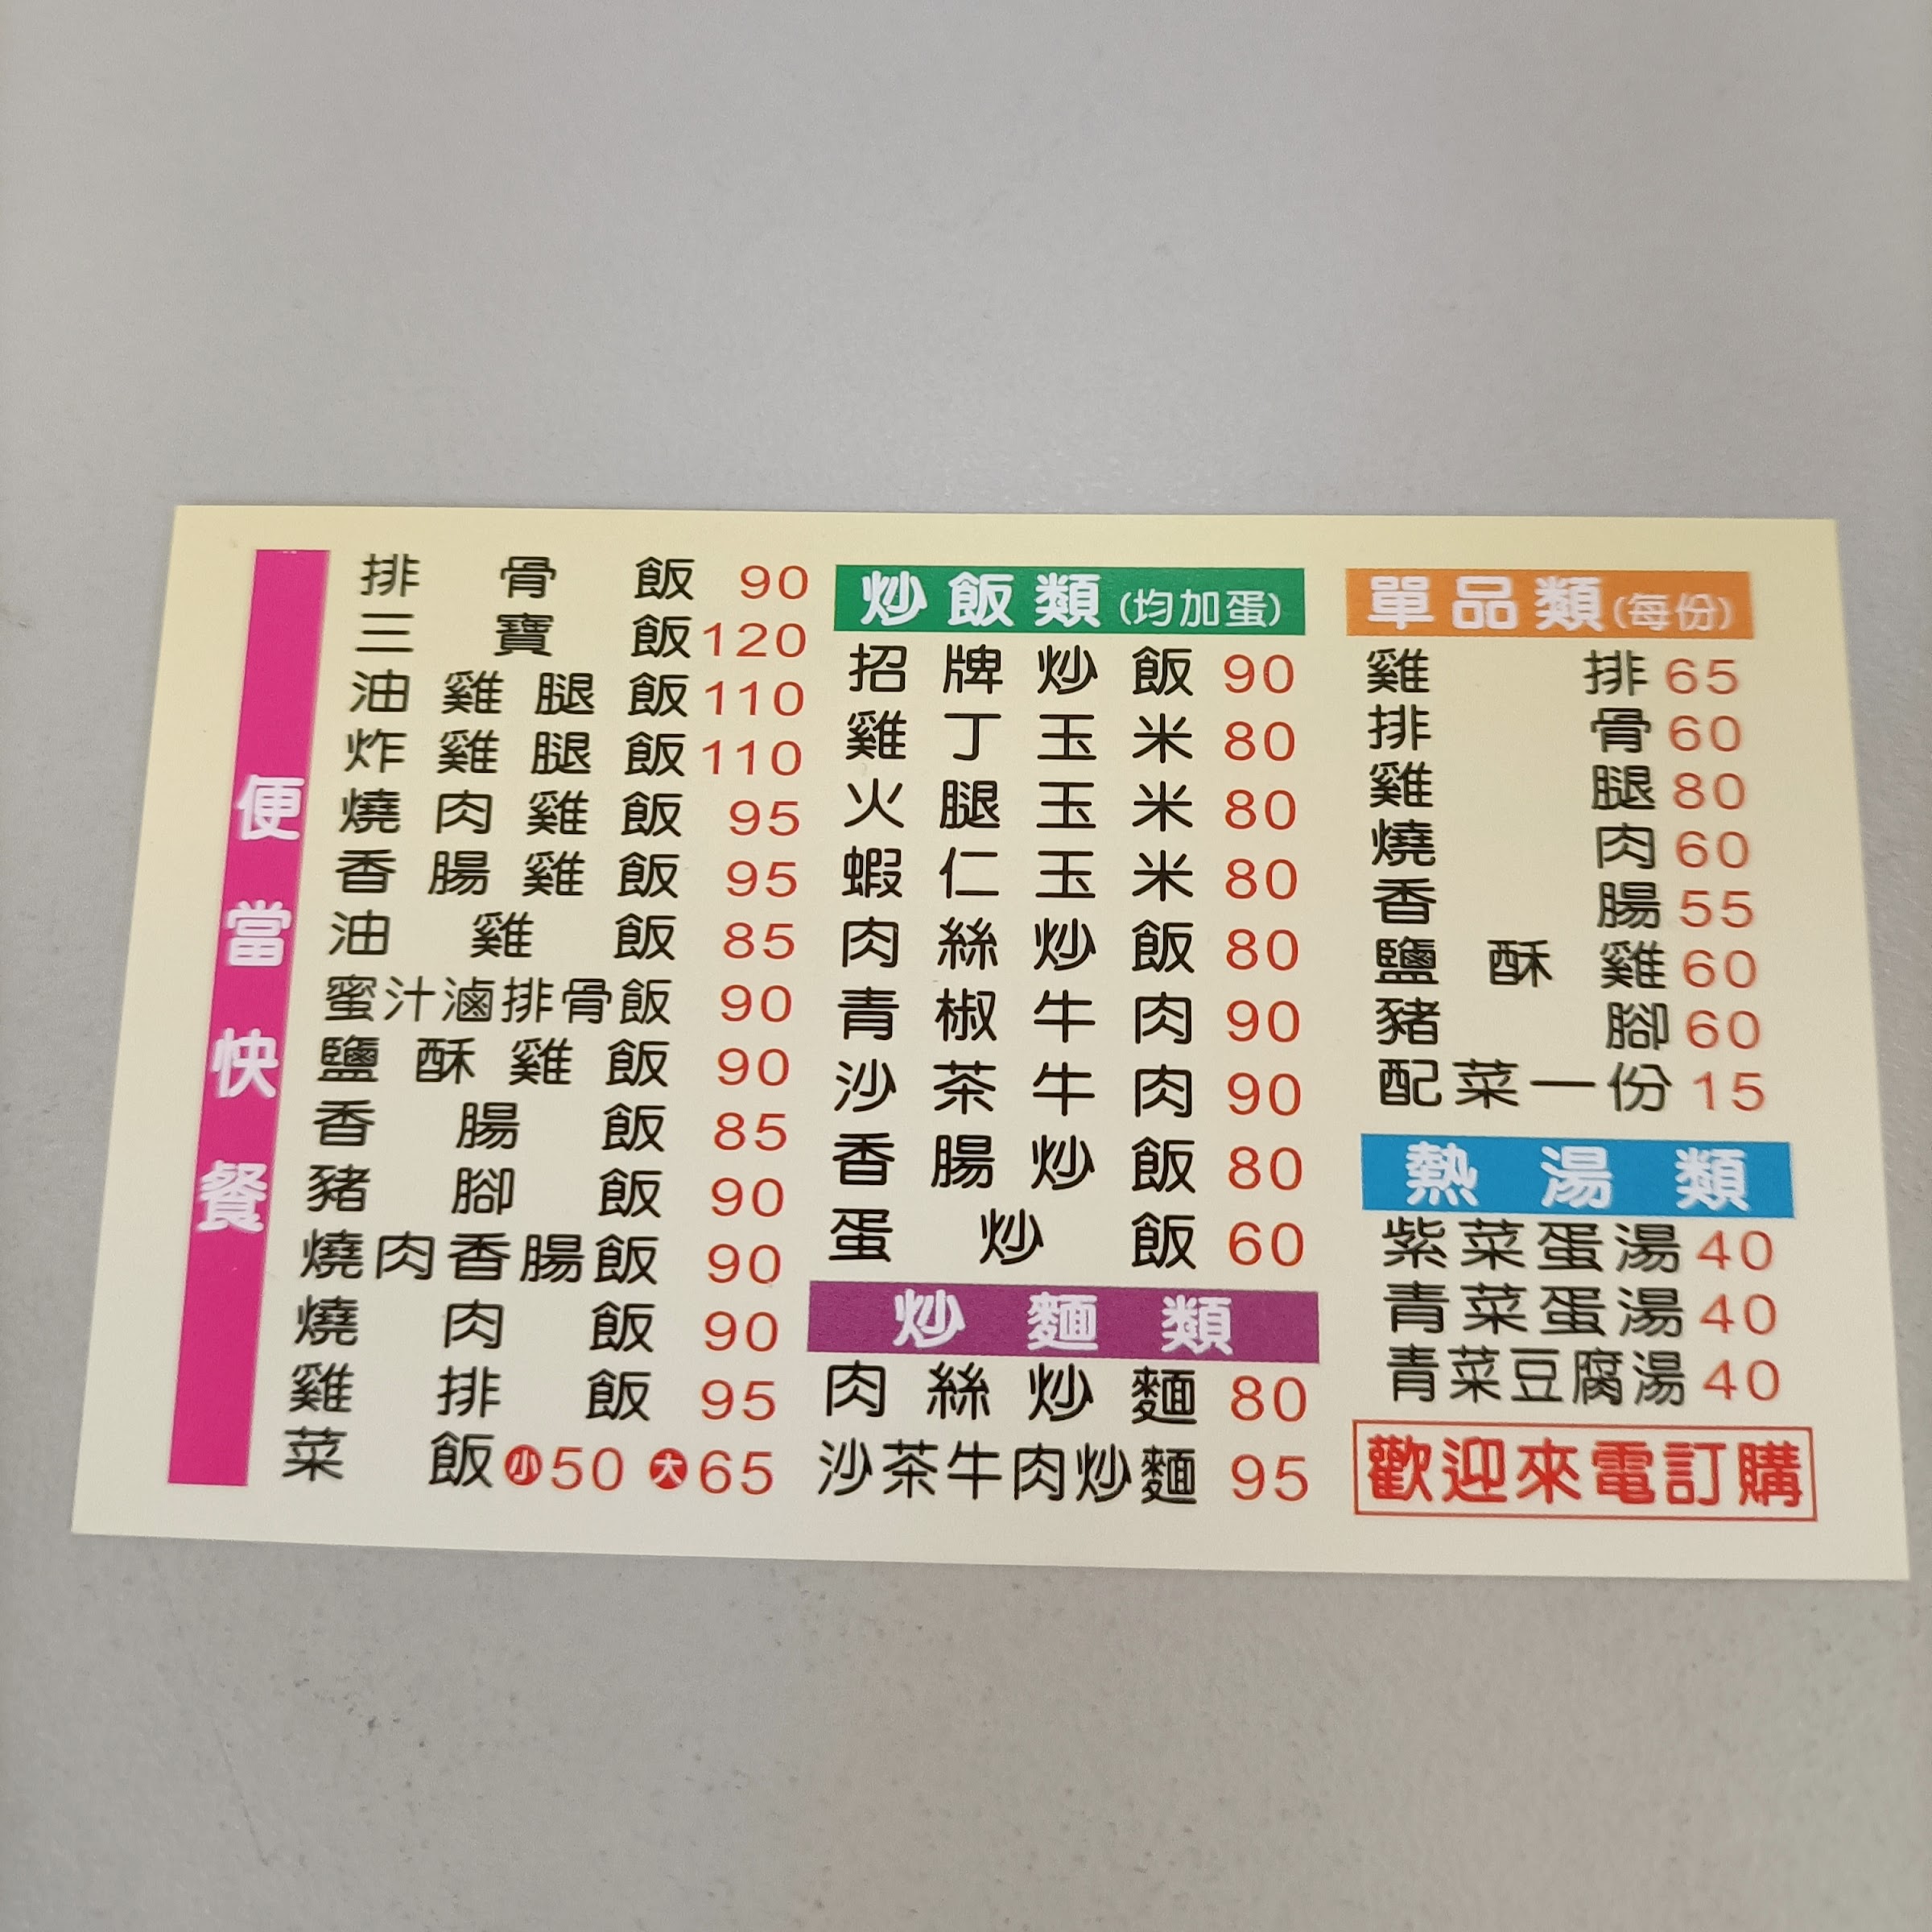 便當快餐
排骨飯 90
三寶飯 120
油雞腿飯 110
炸雞腿飯 110
燒肉雞飯 95
香腸雞飯 95
油雞飯 85
蜜汁滷排骨飯 90
鹽酥雞飯 90
香腸飯 85
豬腳飯 90
燒肉香腸飯 90
燒肉飯 90
雞排飯 95
菜飯 小50 大65
炒飯類(均加蛋)
招牌炒飯 90
雞丁玉米 80
火腿玉米 80
蝦仁玉米 80
肉絲炒飯 80
青椒牛肉 90
沙茶牛肉 90
香腸炒飯 80
蛋炒飯 60
炒麵類
肉絲炒麵 80
沙茶牛肉炒麵 95
單品類(每份)
雞排 65
排骨 60
雞腿 80
燒肉 60
香腸 55
鹽酥雞 60
豬腳 60
配菜一份 15
熱湯類
紫菜蛋湯 40
青菜蛋湯 40
青菜豆腐湯 40
歡迎來電訂購